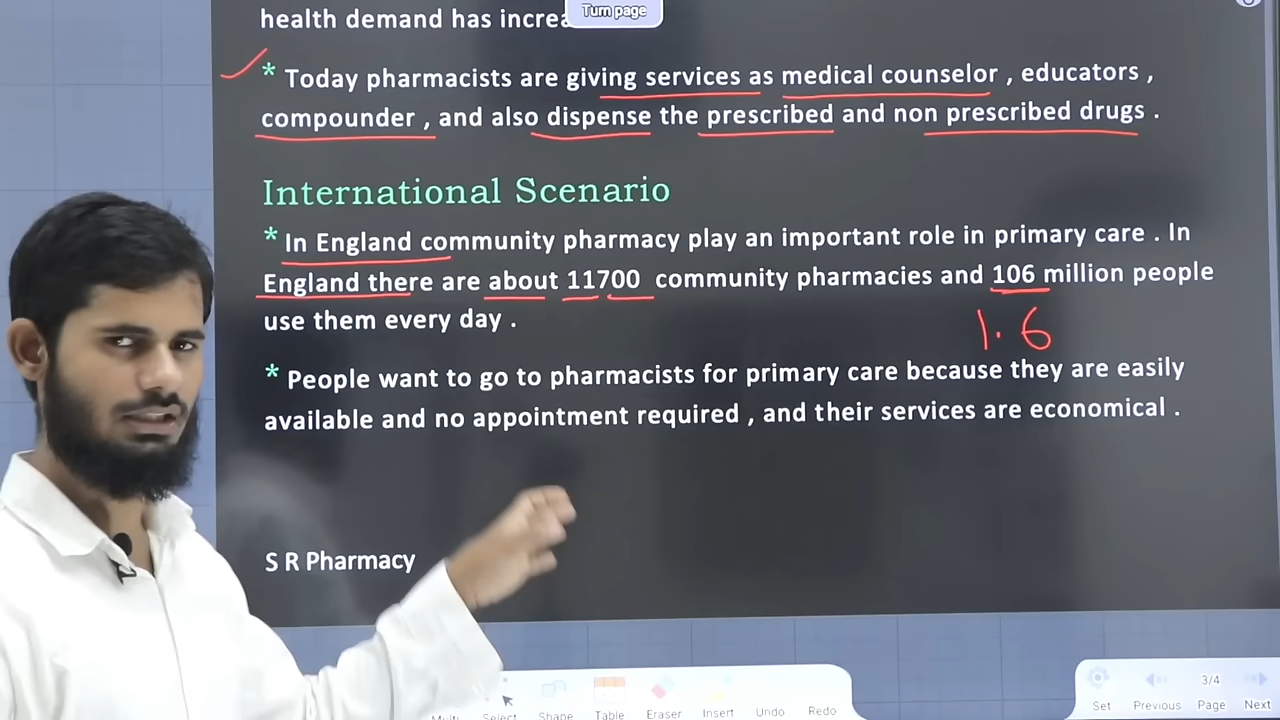 health demand has increa
Turn page
* Today pharmacists are giving services as medical counselor , educators ,
compounder , and also dispense the prescribed and non prescribed drugs .
International Scenario
* In England community pharmacy play an important role in primary care . In
England there are about 11700 community pharmacies and 106 million people
use them every day .
1.6
* People want to go to pharmacists for primary care because they are easily
available and no appointment required , and their services are economical .
S R Pharmacy
Select Shape Table Eraser Insert Undo Redo
3/4
Set Previous Page Next